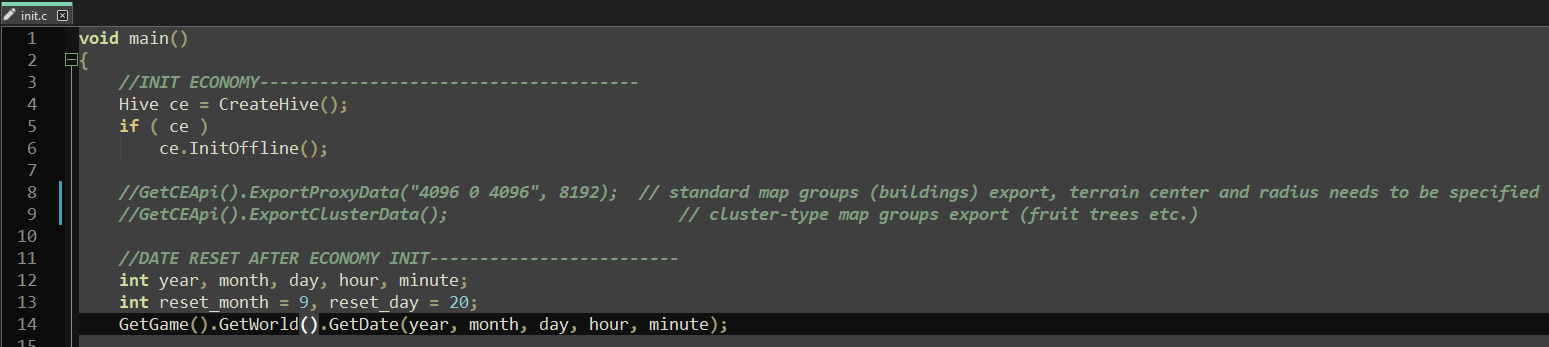 init.c
1 void main()
2 {
3 //INIT ECONOMY--------------------------------------
4 Hive ce = CreateHive();
5 if ( ce )
6 ce.InitOffline();
7
8 //GetCEApi().ExportProxyData("4096 0 4096", 8192);  // standard map groups (buildings) export, terrain center and radius needs to be specified
9 //GetCEApi().ExportClusterData();                       // cluster-type map groups export (fruit trees etc.)
10
11 //DATE RESET AFTER ECONOMY INIT-------------------------
12 int year, month, day, hour, minute;
13 int reset_month = 9, reset_day = 20;
14 GetGame().GetWorld().GetDate(year, month, day, hour, minute);
15